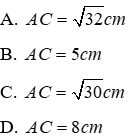 A. AC = √32cm
B. AC = 5cm
C. AC = √30cm
D. AC = 8cm